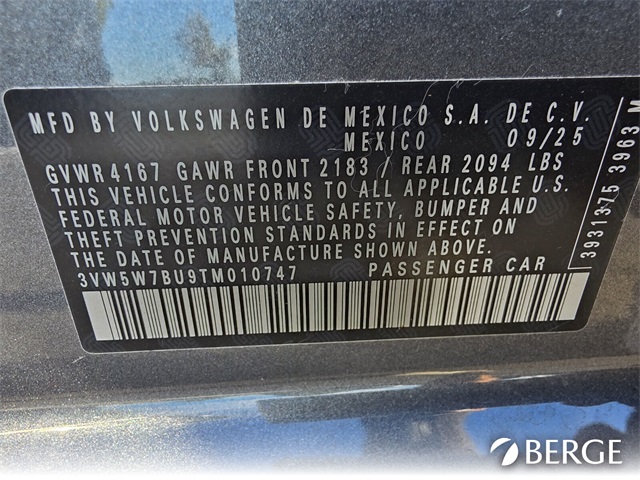 MFD BY VOLKSWAGEN DE MEXICO S.A. DE C.V.
MEXICO 09/25
GVWR 4167 GAWR FRONT 2183 / REAR 2094 LBS
THIS VEHICLE CONFORMS TO ALL APPLICABLE U.S.
FEDERAL MOTOR VEHICLE SAFETY, BUMPER AND
THEFT PREVENTION STANDARDS IN EFFECT ON
THE DATE OF MANUFACTURE SHOWN ABOVE.
3VW5W7BU9TM010747 PASSENGER CAR
3931375 3963 M
BERGE